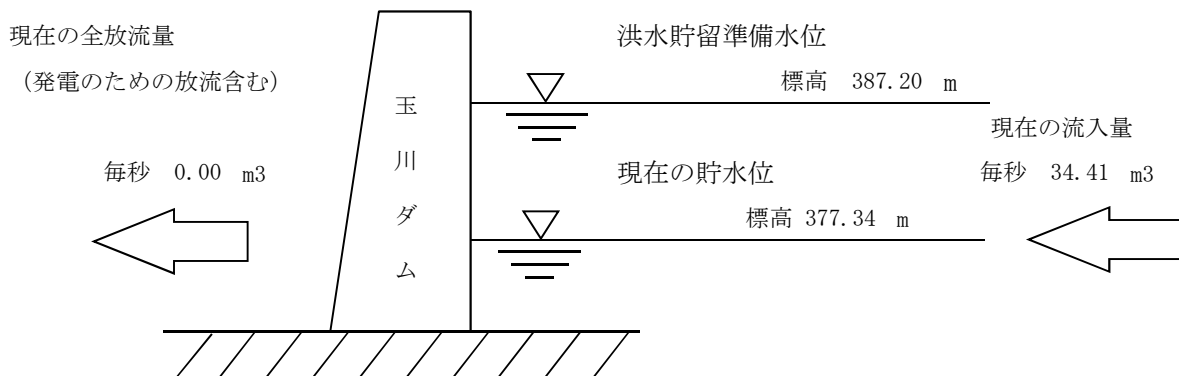 現在の全放流量
（発電のための放流含む）
毎秒 0.00 m3
玉川ダム
洪水貯留準備水位
標高 387.20 m
現在の貯水位
標高 377.34 m
現在の流入量
毎秒 34.41 m3